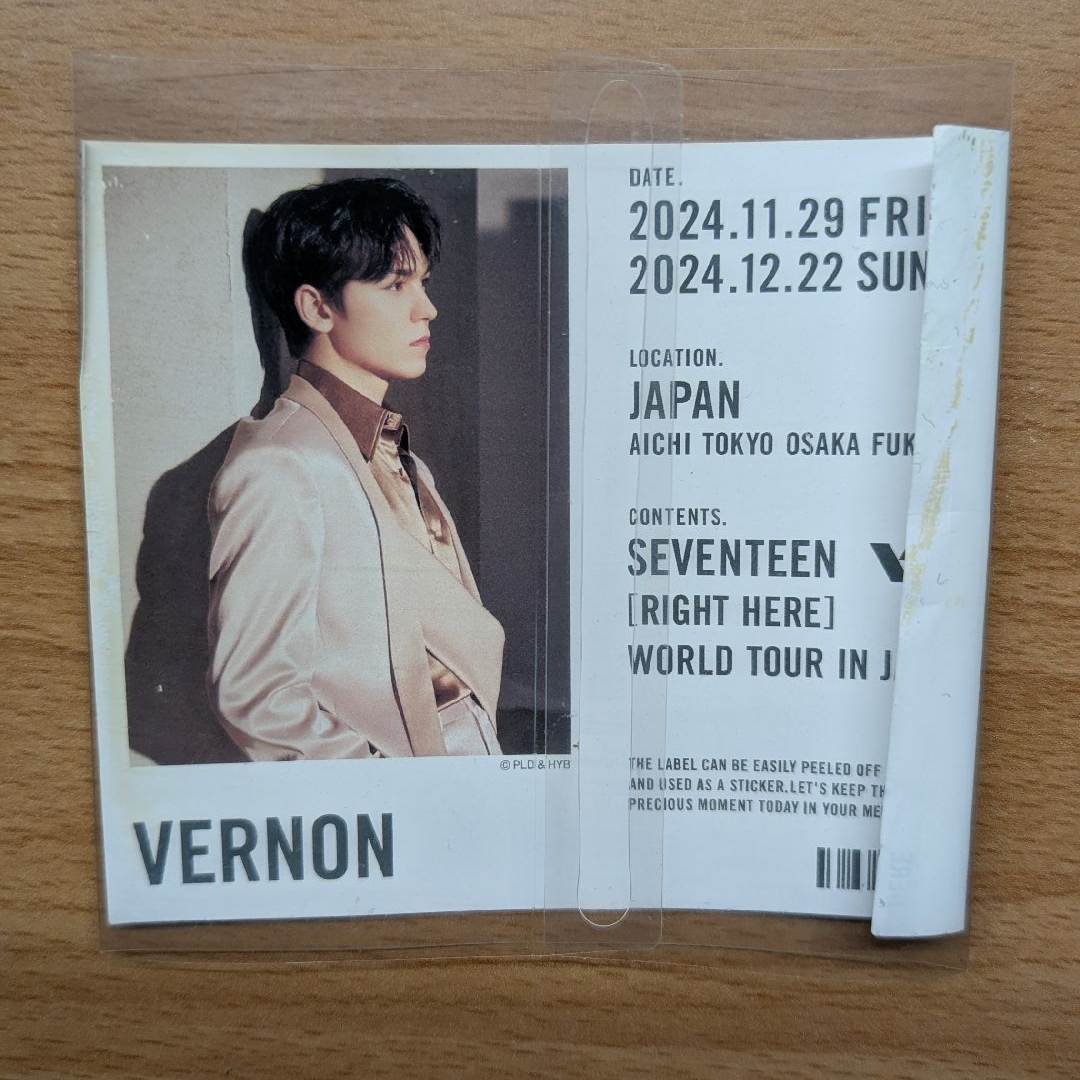 © PLD & HYB
VERNON
DATE.
2024.11.29 FRI
2024.12.22 SUN
LOCATION.
JAPAN
AICHI TOKYO OSAKA FUK
CONTENTS.
SEVENTEEN
[RIGHT HERE]
WORLD TOUR IN J
THE LABEL CAN BE EASILY PEELED OFF
AND USED AS A STICKER.LET'S KEEP TH
PRECIOUS MOMENT TODAY IN YOUR ME